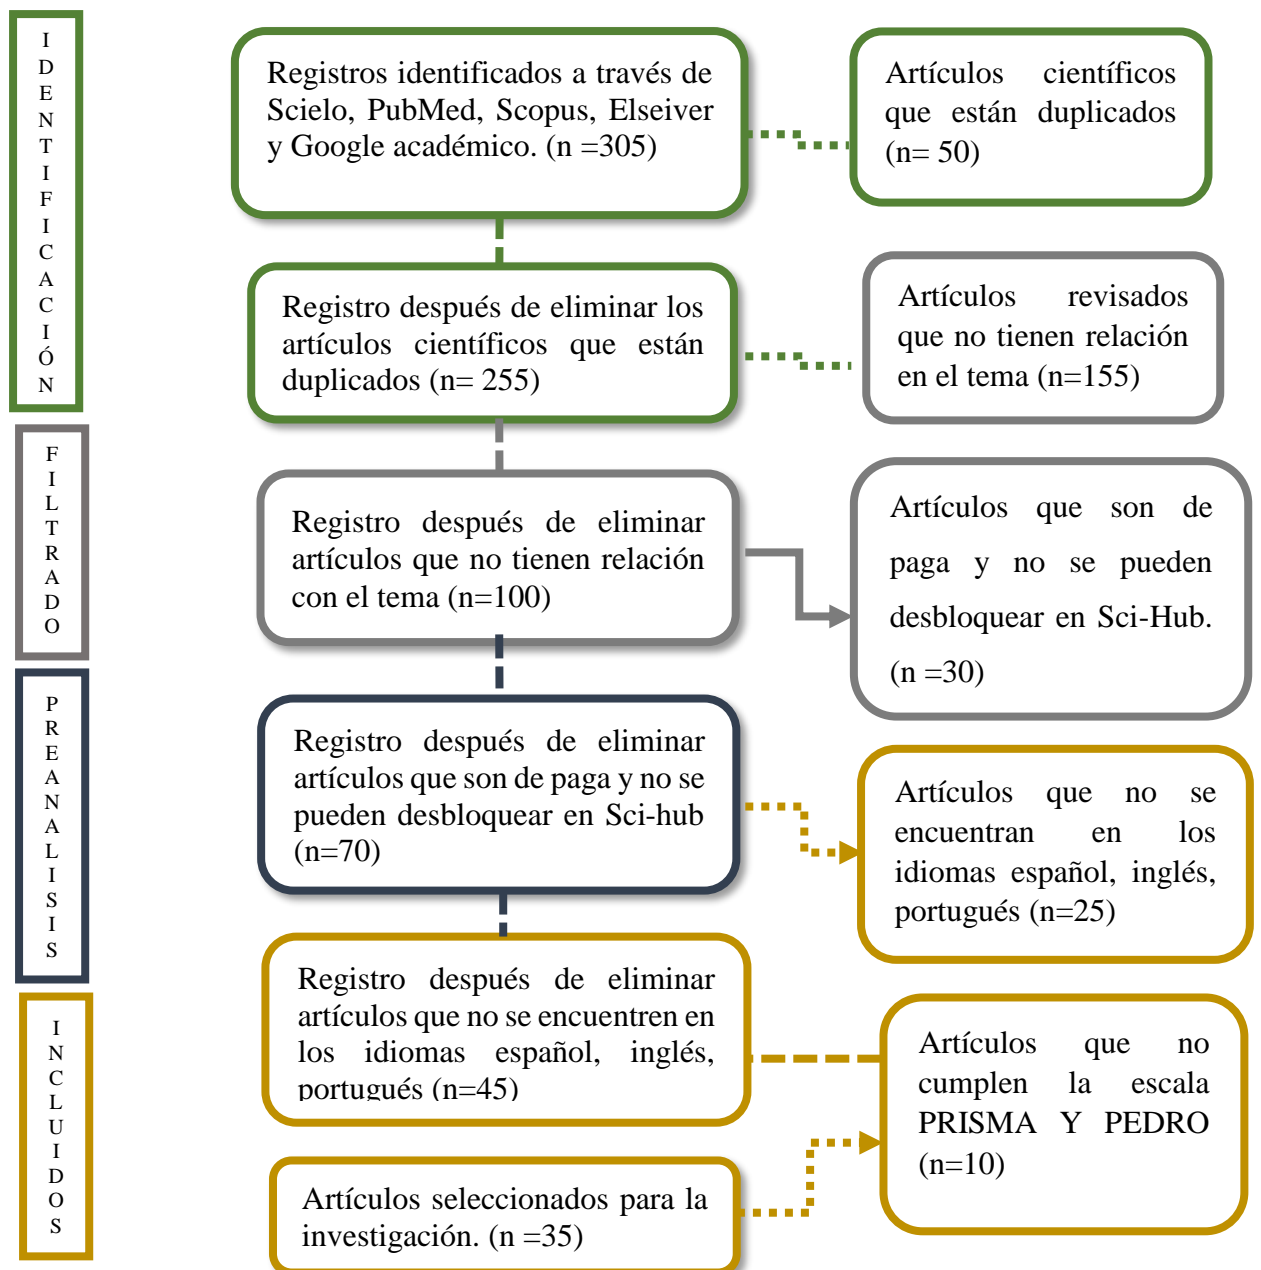 IDENTIFICACIÓN
Registros identificados a través de
Scielo, PubMed, Scopus, Elseiver
y Google académico. (n =305)
Artículos científicos
que están duplicados
(n= 50)
Registro después de eliminar los
artículos científicos que están
duplicados (n= 255)
Artículos revisados
que no tienen relación
en el tema (n=155)
FILTRADO
Registro después de eliminar
artículos que no tienen relación
con el tema (n=100)
Artículos que son de
paga y no se pueden
desbloquear en Sci-Hub.
(n =30)
PREANALISIS
Registro después de eliminar
artículos que son de paga y no se
pueden desbloquear en Sci-hub
(n=70)
Artículos que no se
encuentran en los
idiomas español, inglés,
portugués (n=25)
Registro después de eliminar
artículos que no se encuentren en
los idiomas español, inglés,
portugués (n=45)
INCLUIDOS
Artículos que no
cumplen la escala
PRISMA Y PEDRO
(n=10)
Artículos seleccionados para la
investigación. (n =35)